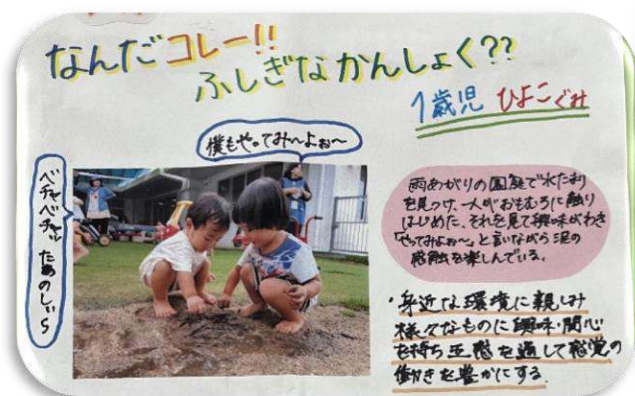 なんだコレー!!
ふしぎなかんしょく??
1歳児 ひよこぐみ
僕もやってみ〜よぉ〜
ベチャ
ベチャッ
たぁのしぃ〜
雨あがりの園庭で水たまり
を見つけ、一人がおもむろに触り
はじめた、それを見て興味がわき
「やってみよぉ〜」と言いながら泥の
感触を楽しんでいる。
・身近な環境に親しみ
様々なものに興味・関心
を持ち五感を通して感覚の
働きを豊かにする。